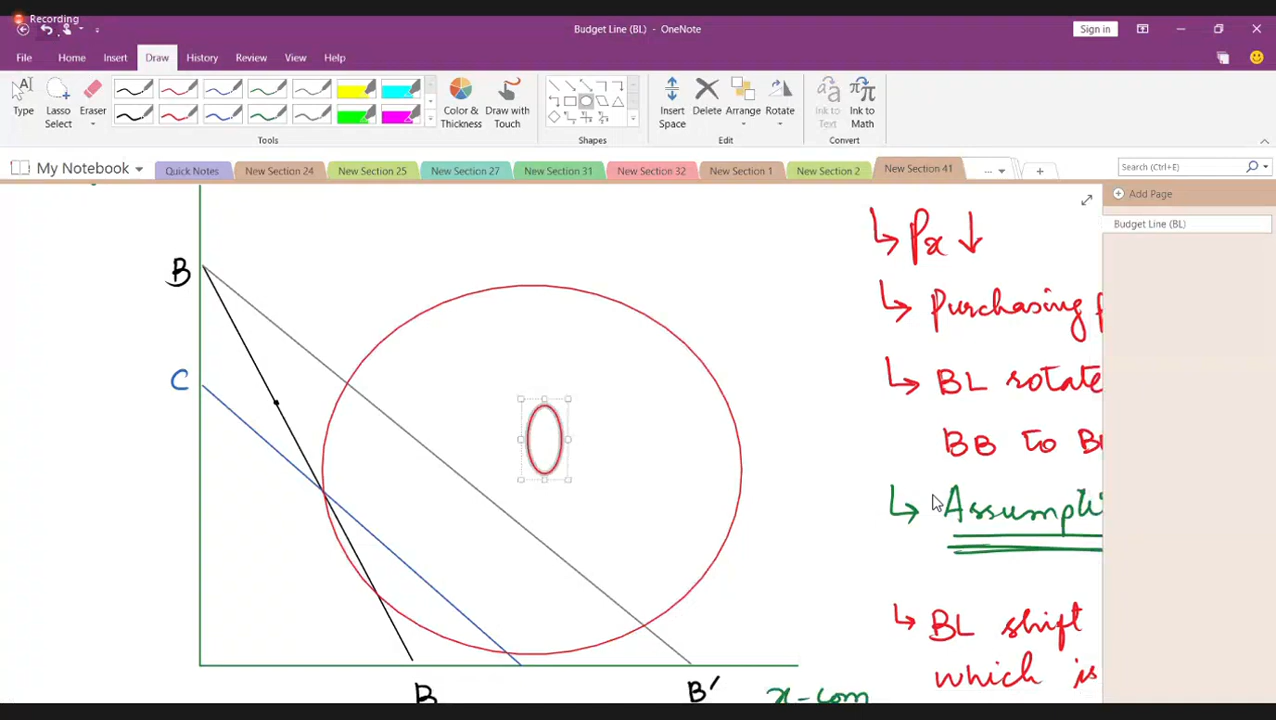 Recording
Budget Line (BL) - OneNote
Sign in
File Home Insert Draw History Review View Help
Type
Lasso Select
Eraser
Color & Thickness
Draw with Touch
Insert Space
Delete
Arrange
Rotate
Ink to Text
Ink to Math
Tools
Shapes
Edit
Convert
My Notebook
Quick Notes
New Section 24
New Section 25
New Section 27
New Section 31
New Section 32
New Section 1
New Section 2
New Section 41
...
Search (Ctrl+E)
Add Page
Budget Line (BL)
Px ↓
Purchasing
BL rotate
BB to B
Assumpti
BL shift
which is
B
C
B
B'
x-com